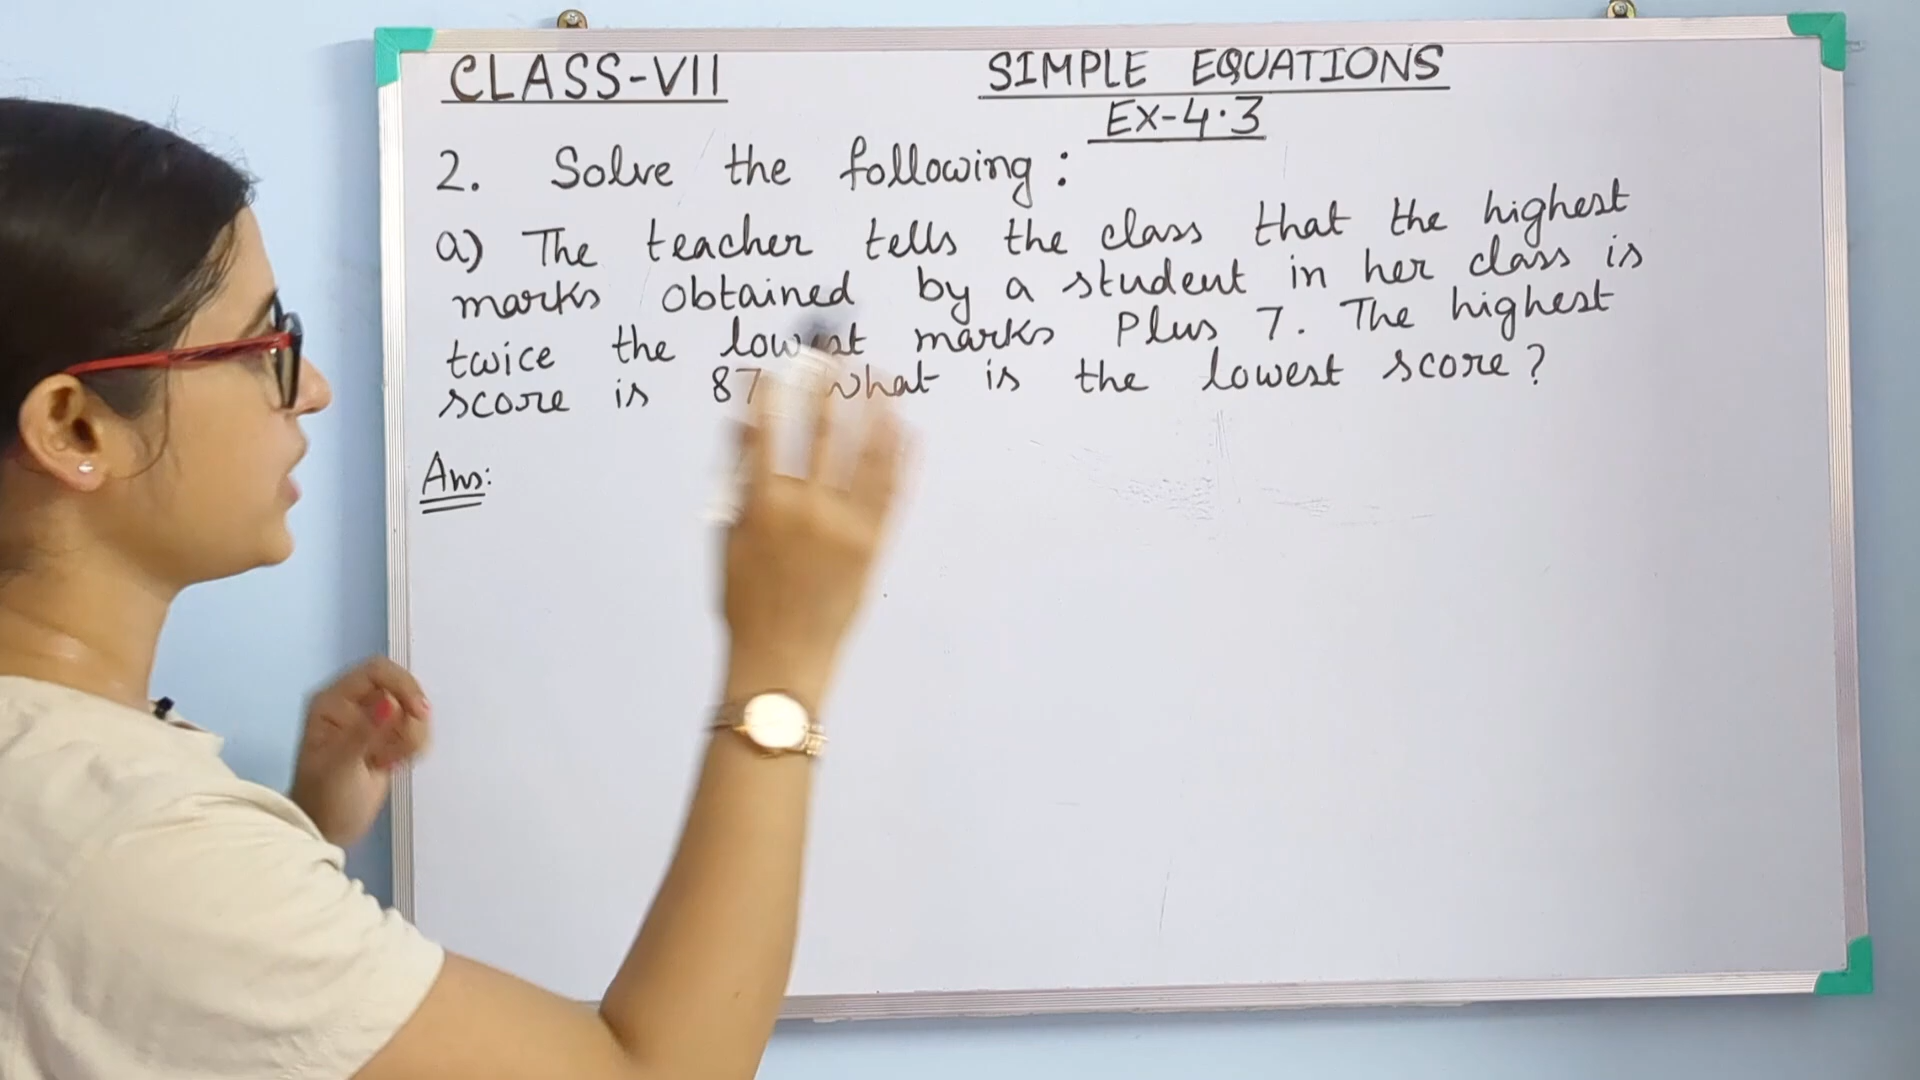 CLASS-VII
SIMPLE EQUATIONS
EX-4.3
2. Solve the following:
a) The teacher tells the class that the highest
marks obtained by a student in her class is
twice the lowest marks Plus 7. The highest
score is 87 what is the lowest score?
Ans: